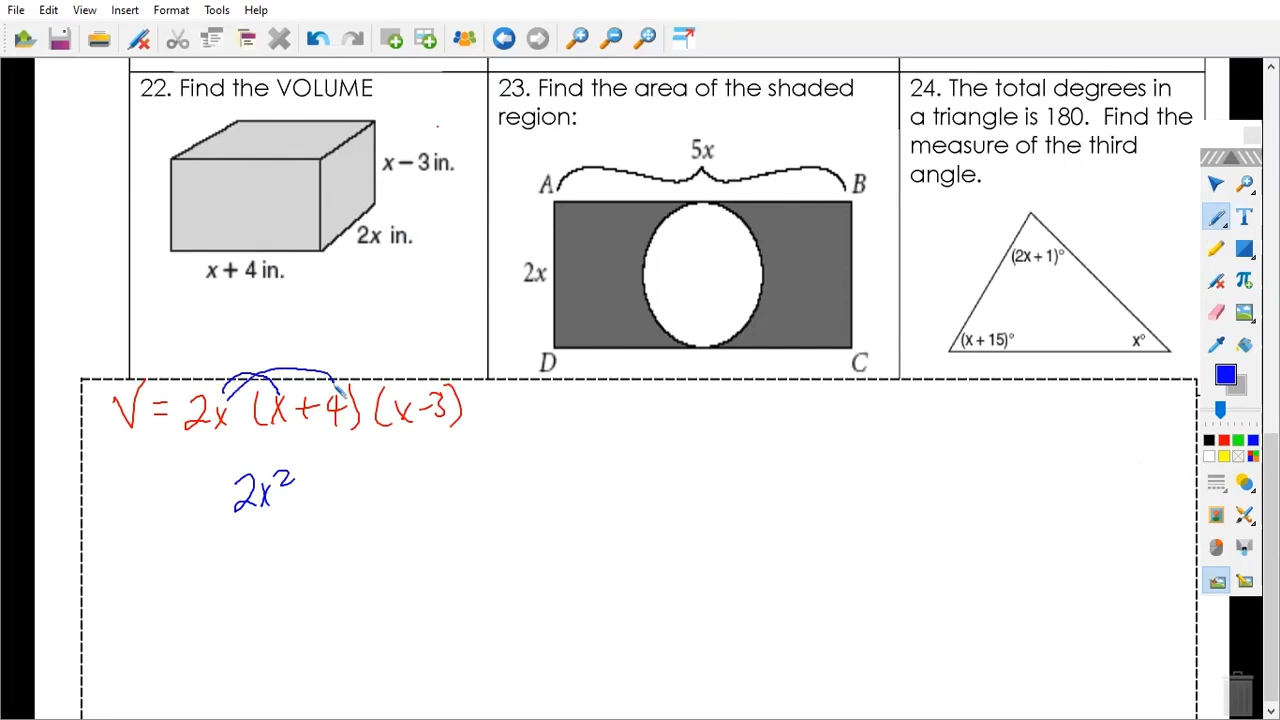 File Edit View Insert Format Tools Help
22. Find the VOLUME
x − 3 in.
2x in.
x + 4 in.
23. Find the area of the shaded
region:
5x
A B
2x
D C
24. The total degrees in
a triangle is 180. Find the
measure of the third
angle.
(2x + 1)°
(x + 15)° x°
V = 2x (x + 4) (x − 3)
2x²